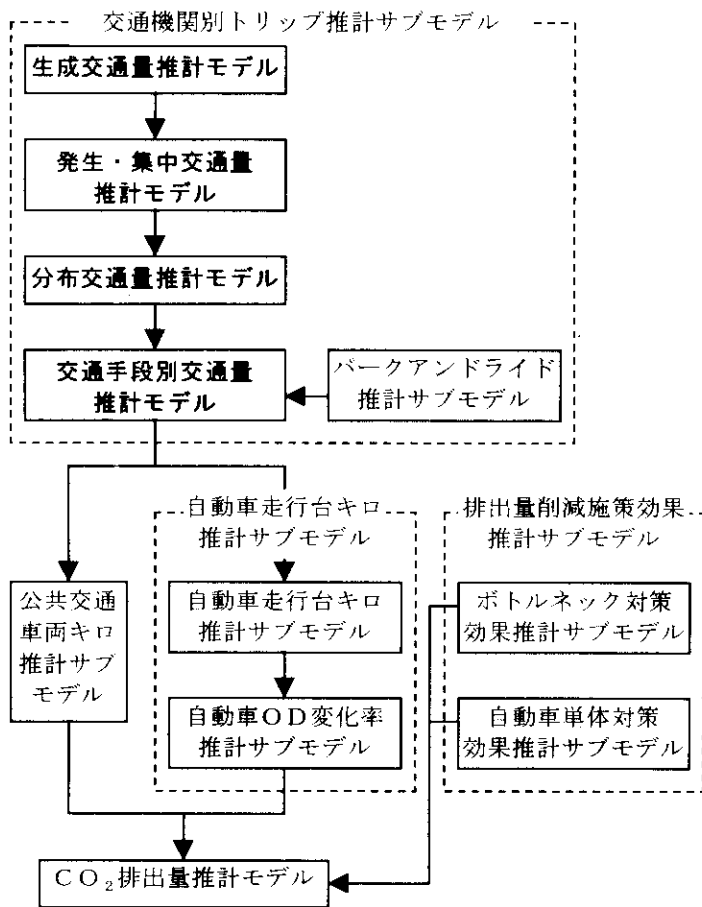 交通機関別トリップ推計サブモデル
生成交通量推計モデル
発生・集中交通量
推計モデル
分布交通量推計モデル
交通手段別交通量
推計モデル
パークアンドライド
推計サブモデル
自動車走行台キロ
推計サブモデル
排出量削減施策効果
推計サブモデル
公共交通
車両キロ
推計サブ
モデル
自動車走行台キロ
推計サブモデル
ボトルネック対策
効果推計サブモデル
自動車OD変化率
推計サブモデル
自動車単体対策
効果推計サブモデル
CO₂排出量推計モデル